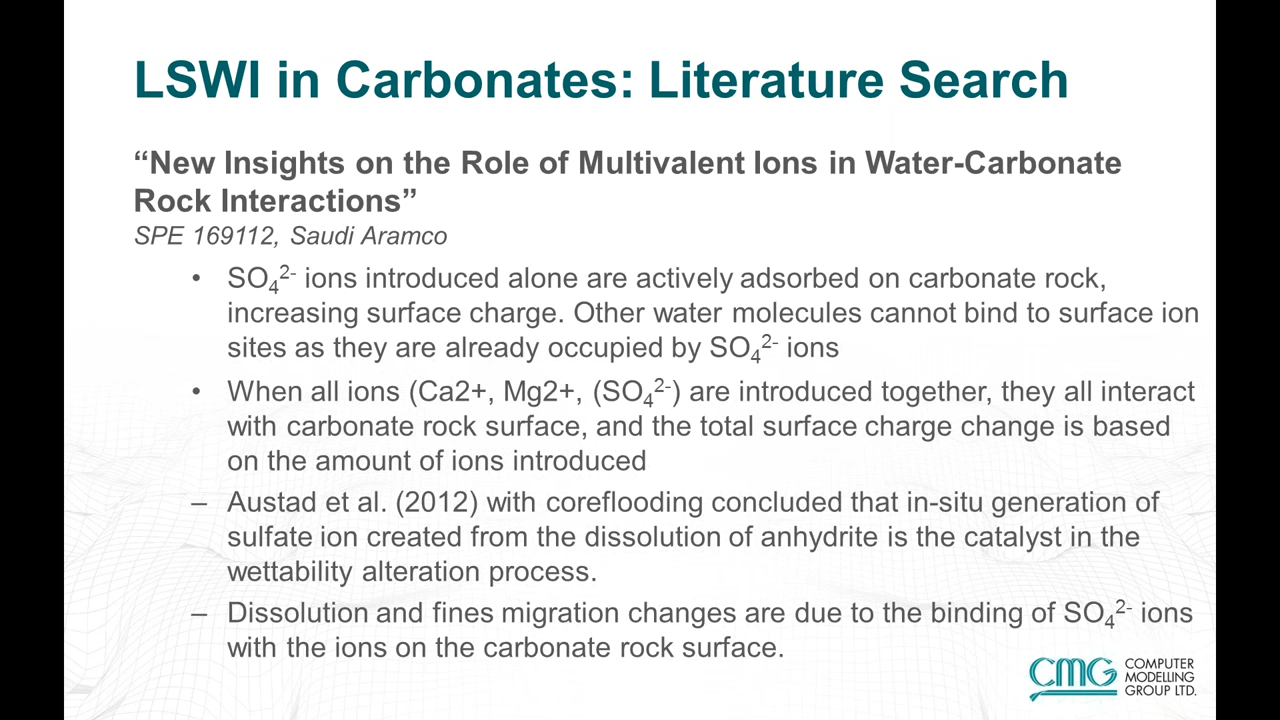 LSWI in Carbonates: Literature Search
“New Insights on the Role of Multivalent Ions in Water-Carbonate
Rock Interactions”
SPE 169112, Saudi Aramco
• SO₄²⁻ ions introduced alone are actively adsorbed on carbonate rock,
increasing surface charge. Other water molecules cannot bind to surface ion
sites as they are already occupied by SO₄²⁻ ions
• When all ions (Ca2+, Mg2+, (SO₄²⁻) are introduced together, they all interact
with carbonate rock surface, and the total surface charge change is based
on the amount of ions introduced
– Austad et al. (2012) with coreflooding concluded that in-situ generation of
sulfate ion created from the dissolution of anhydrite is the catalyst in the
wettability alteration process.
– Dissolution and fines migration changes are due to the binding of SO₄²⁻ ions
with the ions on the carbonate rock surface.
CMG
COMPUTER
MODELLING
GROUP LTD.